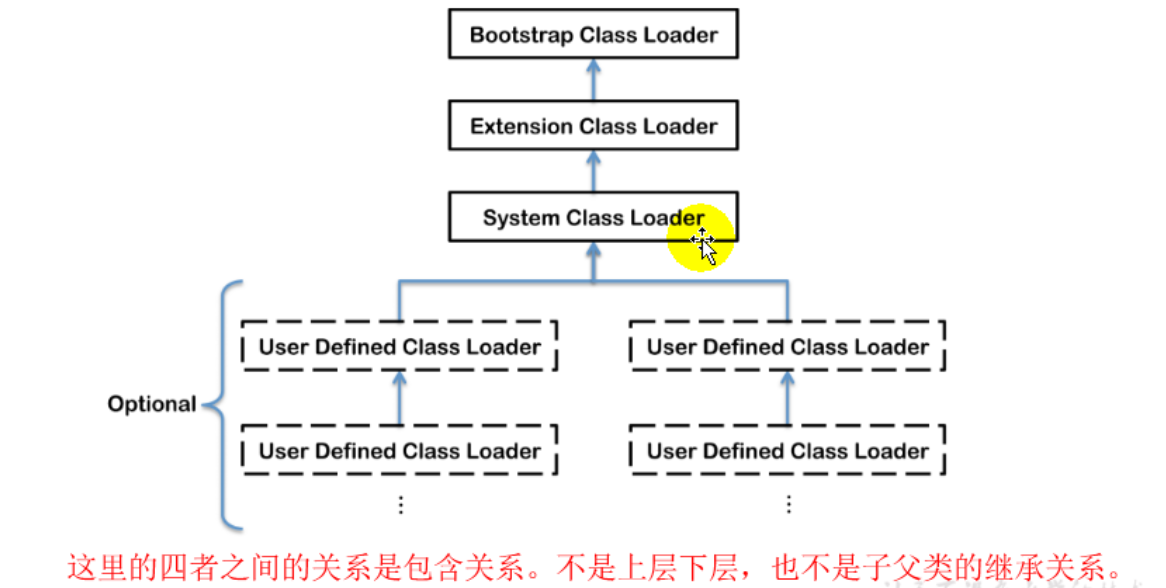 Bootstrap Class Loader
Extension Class Loader
System Class Loader
User Defined Class Loader
User Defined Class Loader
Optional
User Defined Class Loader
User Defined Class Loader
⋮
⋮
这里的四者之间的关系是包含关系。不是上层下层，也不是子父类的继承关系。